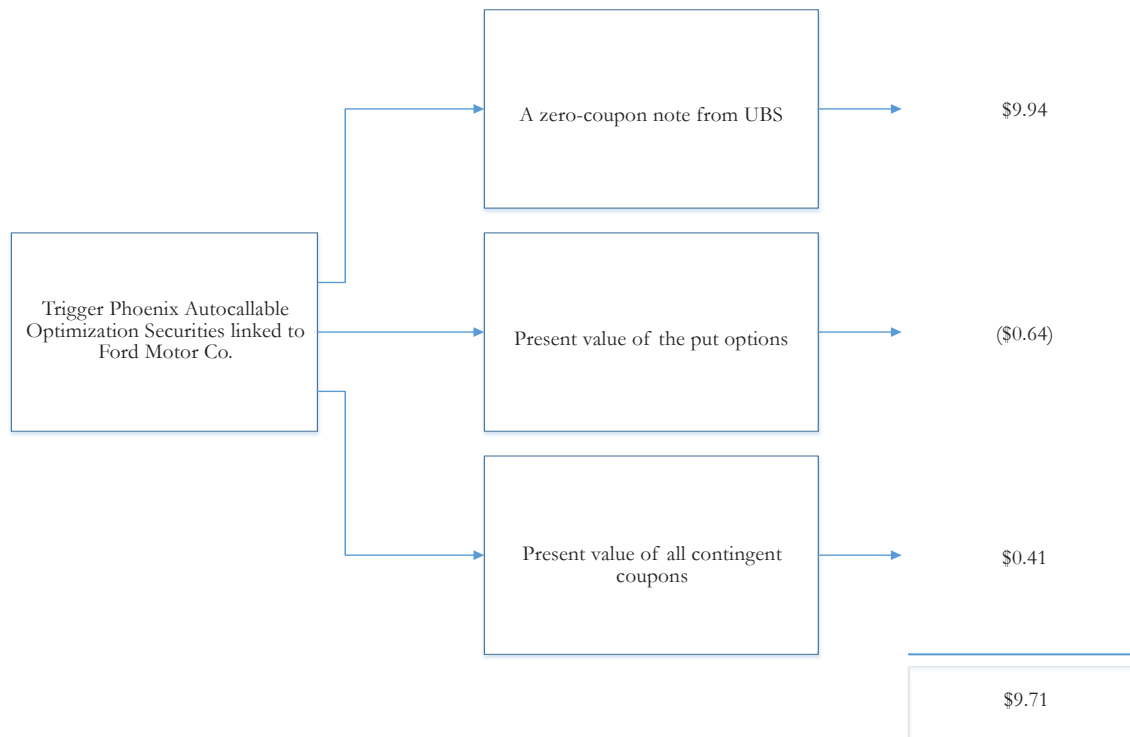 A zero-coupon note from UBS
$9.94
Trigger Phoenix Autocallable
Optimization Securities linked to
Ford Motor Co.
Present value of the put options
($0.64)
Present value of all contingent
coupons
$0.41
$9.71